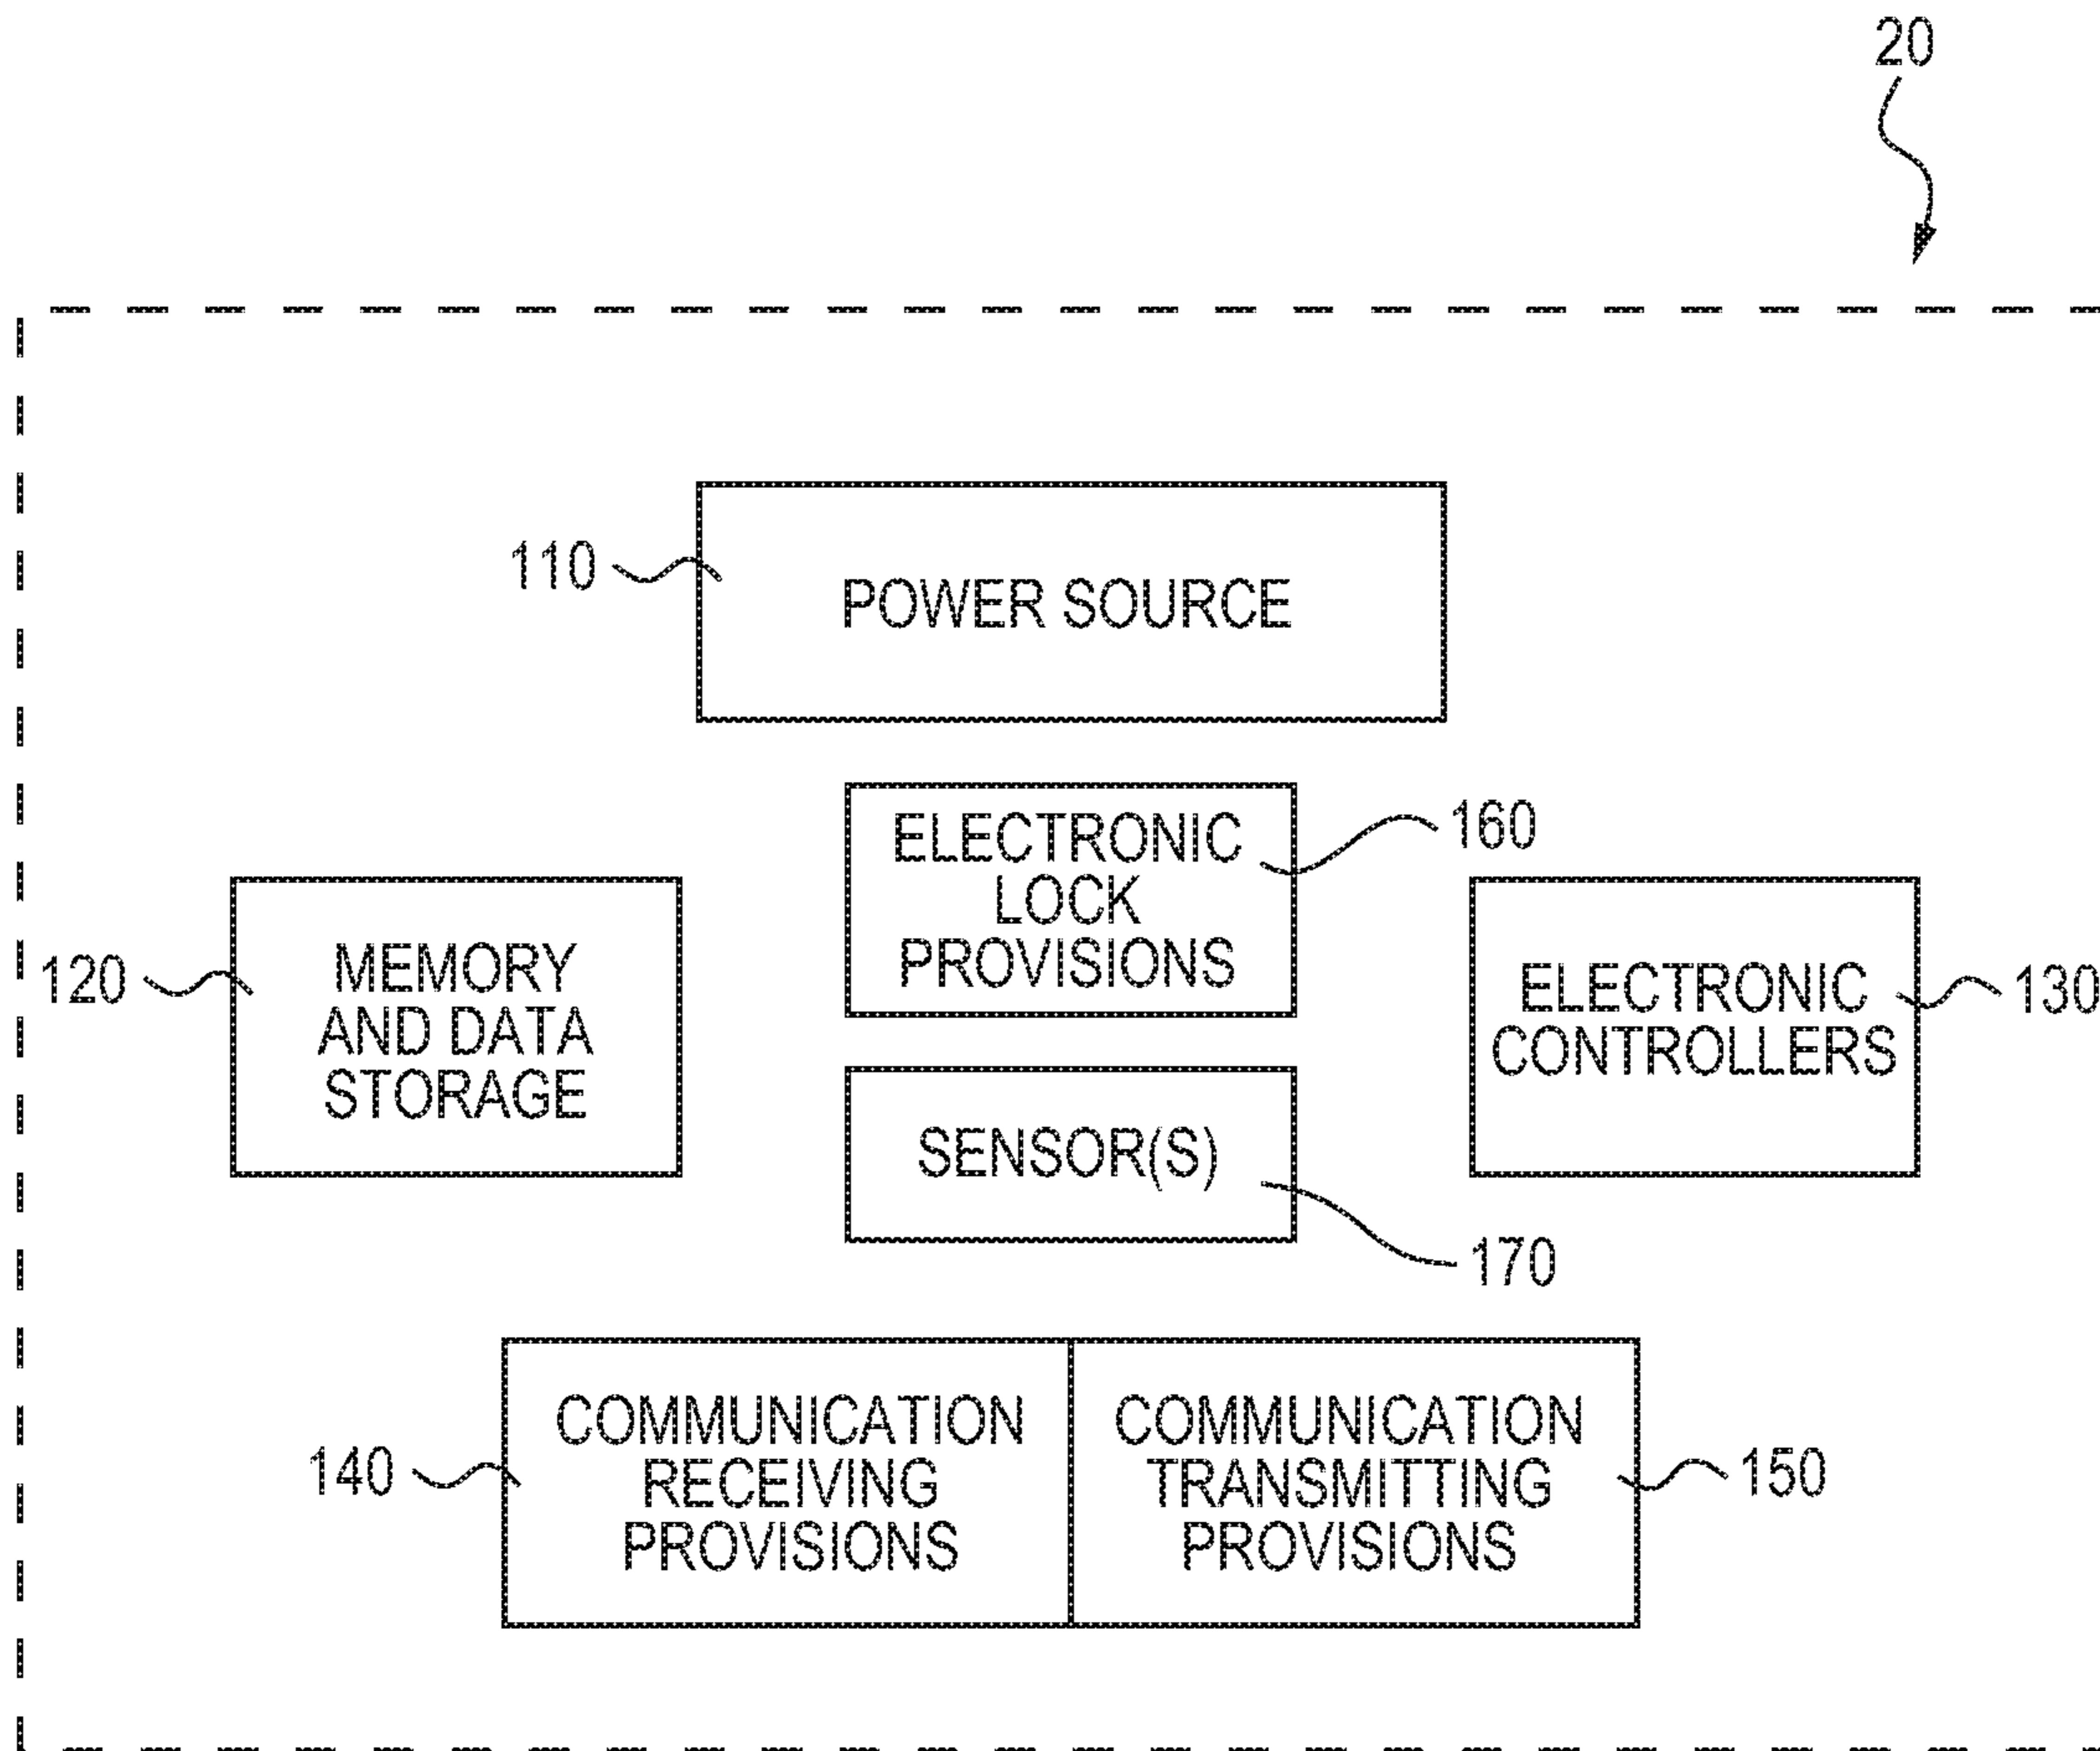 20
110
POWER SOURCE
ELECTRONIC
LOCK
PROVISIONS
160
120
MEMORY
AND DATA
STORAGE
ELECTRONIC
CONTROLLERS
130
SENSOR(S)
170
140
COMMUNICATION
RECEIVING
PROVISIONS
COMMUNICATION
TRANSMITTING
PROVISIONS
150